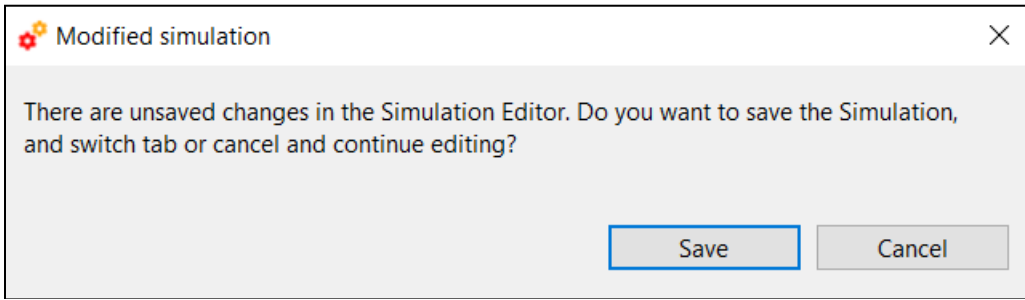 Modified simulation
There are unsaved changes in the Simulation Editor. Do you want to save the Simulation,
and switch tab or cancel and continue editing?
Save
Cancel